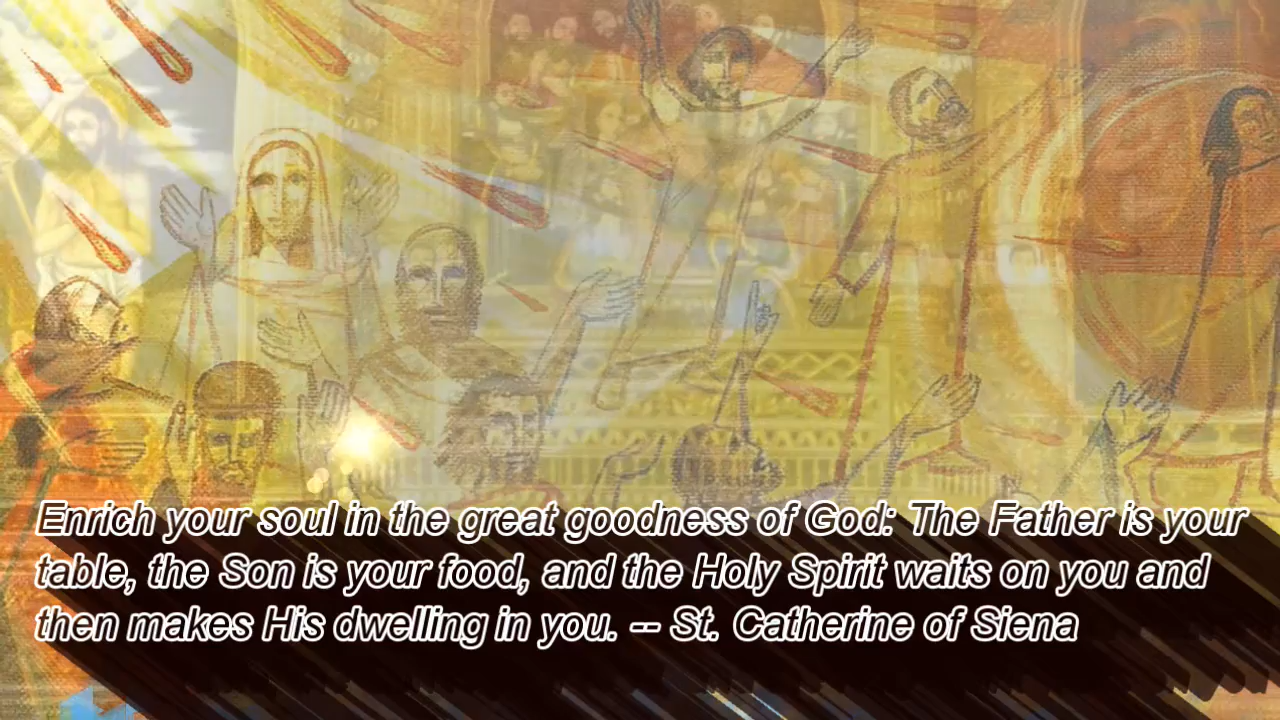 Enrich your soul in the great goodness of God: The Father is your
table, the Son is your food, and the Holy Spirit waits on you and
then makes His dwelling in you. -- St. Catherine of Siena